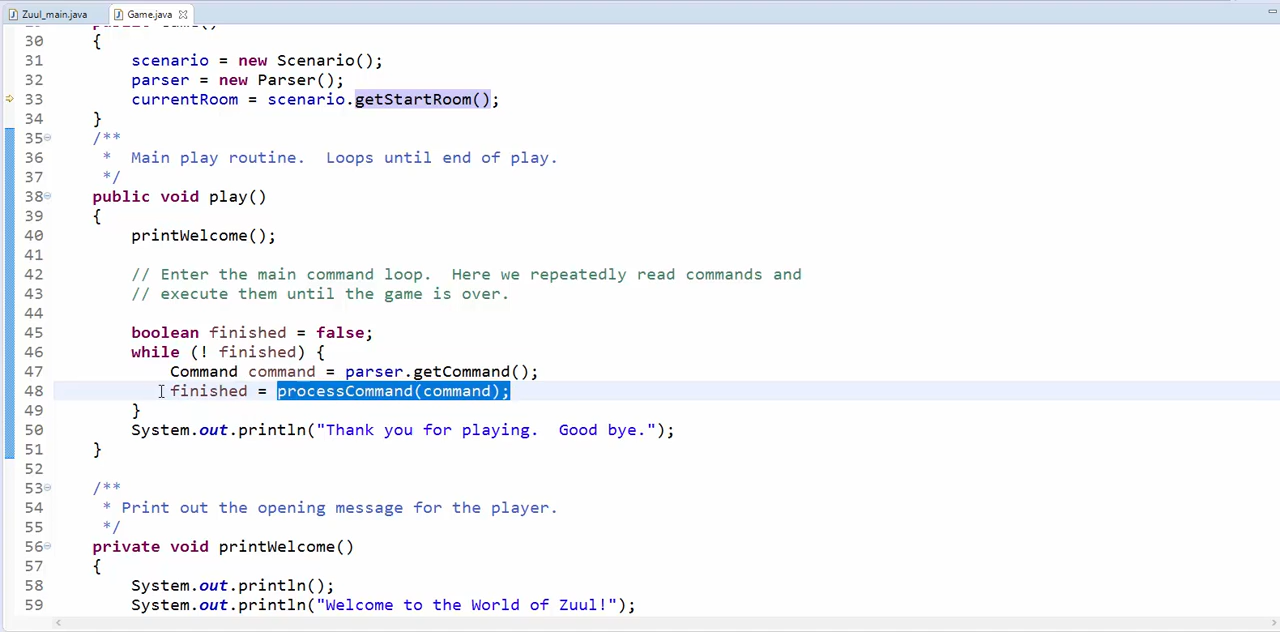 Zuul_main.java Game.java
30 {
31 scenario = new Scenario();
32 parser = new Parser();
33 currentRoom = scenario.getStartRoom();
34 }
35 /**
36 * Main play routine.  Loops until end of play.
37 */
38 public void play()
39 {
40 printWelcome();
41
42 // Enter the main command loop.  Here we repeatedly read commands and
43 // execute them until the game is over.
44
45 boolean finished = false;
46 while (! finished) {
47 Command command = parser.getCommand();
48 finished = processCommand(command);
49 }
50 System.out.println("Thank you for playing.  Good bye.");
51 }
52
53 /**
54 * Print out the opening message for the player.
55 */
56 private void printWelcome()
57 {
58 System.out.println();
59 System.out.println("Welcome to the World of Zuul!");